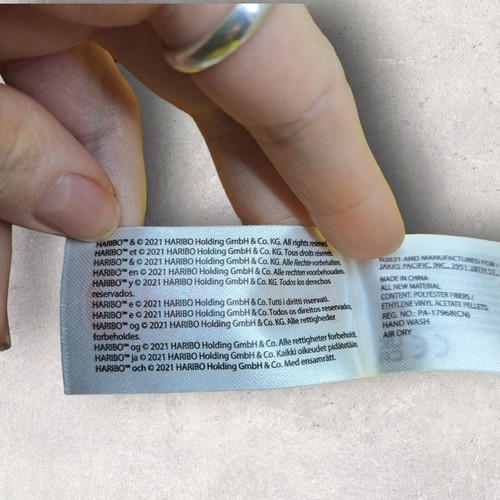 HARIBO™ & © 2021 HARIBO Holding GmbH & Co. KG. All rights reserved.
HARIBO™ et © 2021 HARIBO Holding GmbH & Co. KG. Tous droits réservés.
HARIBO™ & © 2021 HARIBO Holding GmbH & Co. KG. Alle Rechte vorbehalten.
HARIBO™ en © 2021 HARIBO Holding GmbH & Co. KG. Alle rechten voorbehouden.
HARIBO™ y © 2021 HARIBO Holding GmbH & Co. KG. Todos los derechos
reservados.
HARIBO™ e © 2021 HARIBO Holding GmbH & Co. Tutti i diritti riservati.
HARIBO™ e © 2021 HARIBO Holding GmbH & Co. Todos os direitos reservados.
HARIBO™ og © 2021 HARIBO Holding GmbH & Co. KG. Alle rettigheder
forbeholdes.
HARIBO™ og © 2021 HARIBO Holding GmbH & Co. Alle rettigheter forbeholdt.
HARIBO™ ja © 2021 HARIBO Holding GmbH & Co. Kaikki oikeudet pidätetään.
HARIBO™ och © 2021 HARIBO Holding GmbH & Co. Med ensamrätt.
©2021 AND MANUFACTURED FOR
JAKKS PACIFIC, INC., 2951 28TH ST
MADE IN CHINA
ALL NEW MATERIAL
CONTENT: POLYESTER FIBERS/
ETHYLENE VINYL ACETATE PELLETS
REG. NO.: PA-17968(CN)
HAND WASH
AIR DRY